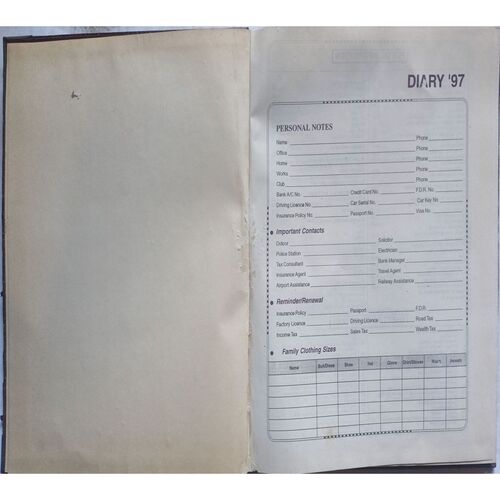 DIARY '97
PERSONAL NOTES
Name Phone
Office Phone
Home Phone
Works Phone
Club Phone
Bank A/C No. Credit Card No. F.D.R. No.
Driving Licence No. Car Serial No. Car Key No.
Insurance Policy No. Passport No. Visa No.
• Important Contacts
Doctor Solicitor
Police Station Electrician
Tax Consultant Bank Manager
Insurance Agent Travel Agent
Airport Assistance Railway Assistance
• Reminder/Renewal
Insurance Policy Passport F.D.R.
Factory Licence Driving Licence Road Tax
Income Tax Sales Tax Wealth Tax
• Family Clothing Sizes
Name Suit/Dress Shoe Hat Glove Shirt/Blouse Waist